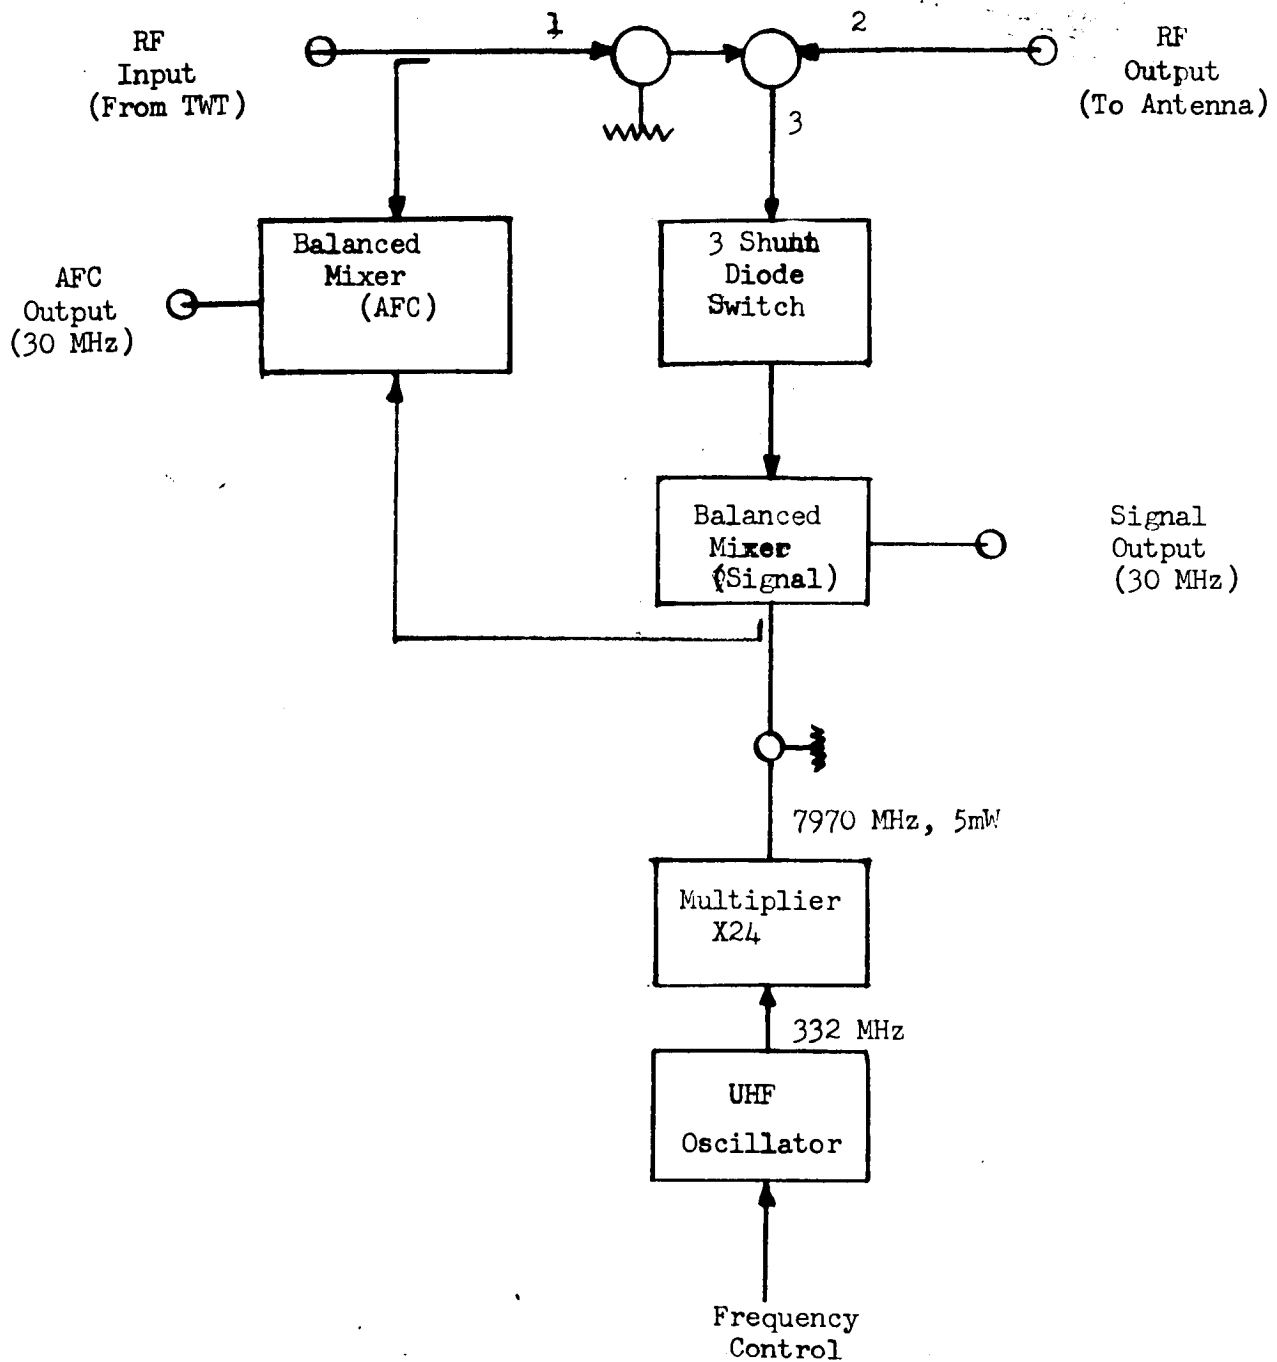 RF
Input
(From TWT)
1
2
RF
Output
(To Antenna)
3
Balanced
Mixer
(AFC)
3 Shunt
Diode
Switch
AFC
Output
(30 MHz)
Balanced
Mixer
(Signal)
Signal
Output
(30 MHz)
7970 MHz, 5mW
Multiplier
X24
332 MHz
UHF
Oscillator
Frequency
Control